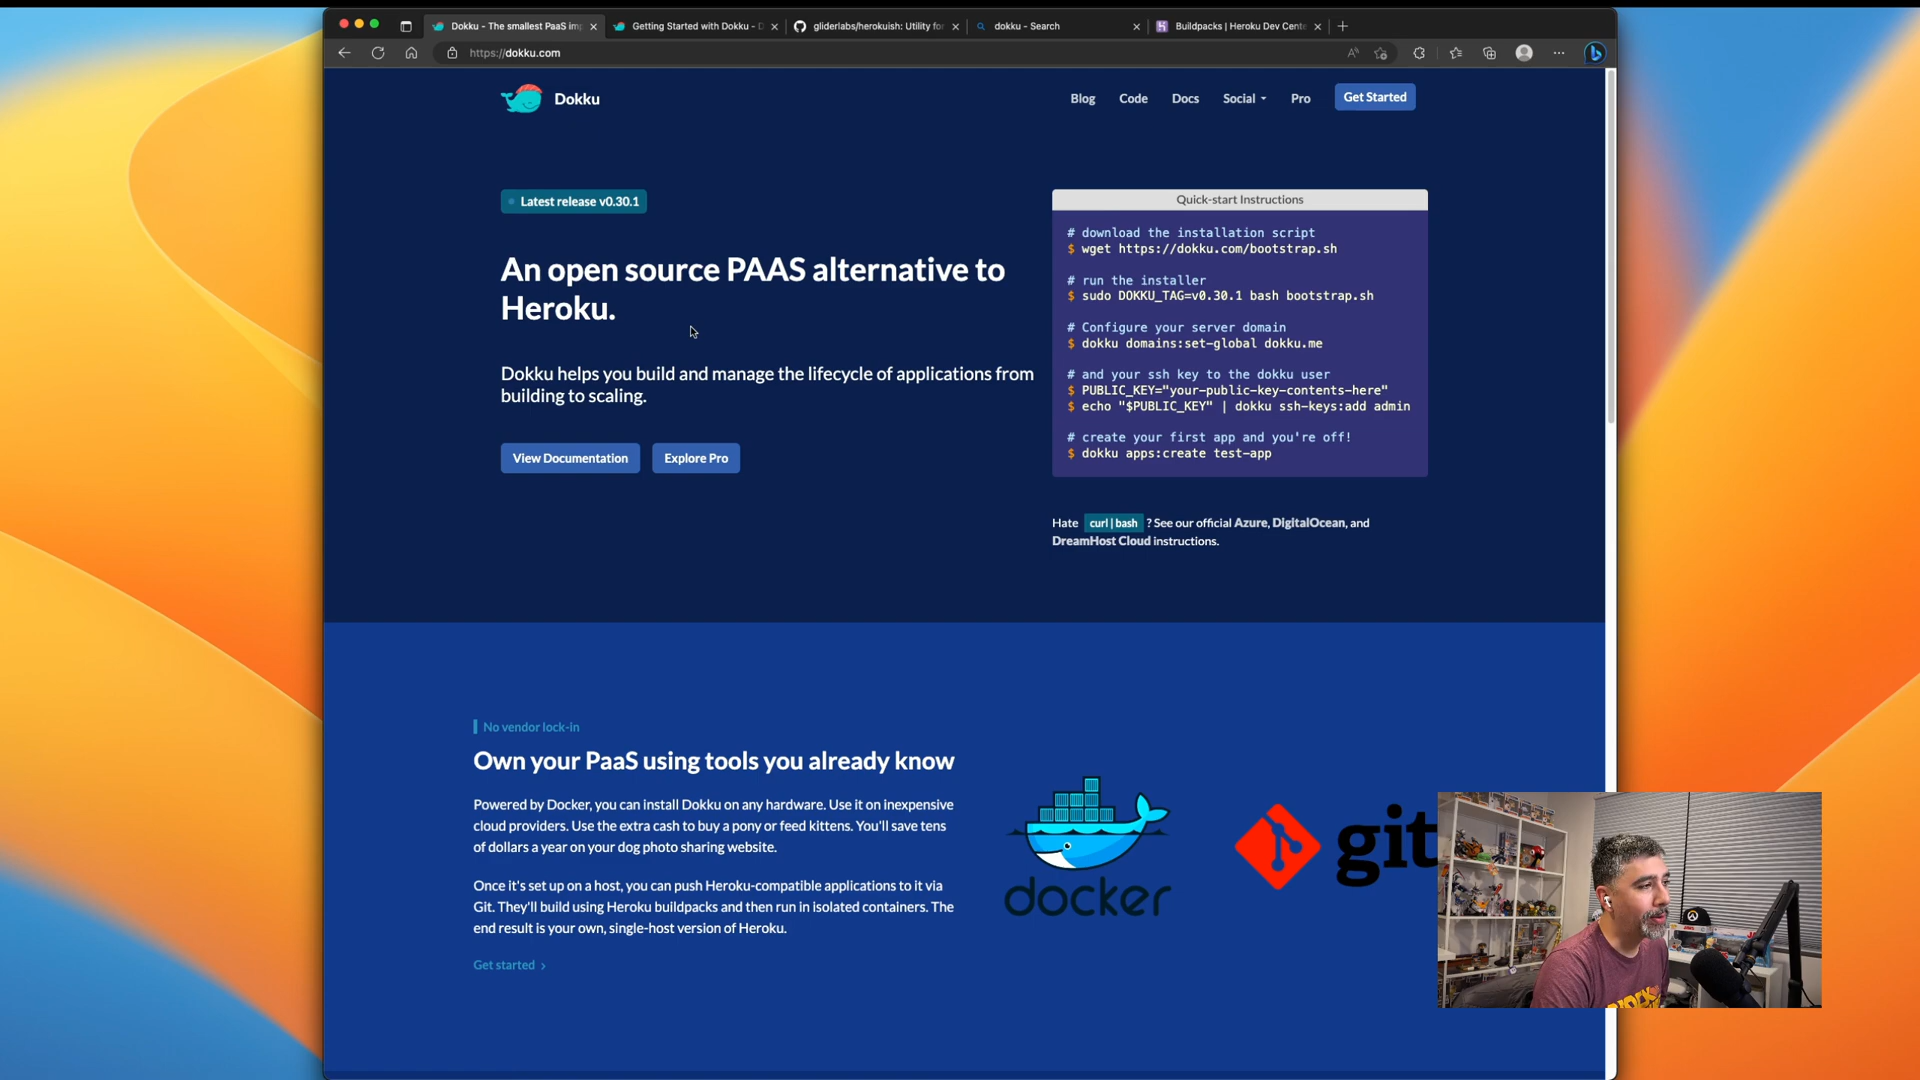 Dokku - The smallest PaaS im
Getting Started with Dokku - D
gliderlabs/herokuish: Utility for
dokku - Search
Buildpacks | Heroku Dev Cente
https://dokku.com
Dokku
Blog
Code
Docs
Social
Pro
Get Started
Latest release v0.30.1
An open source PAAS alternative to
Heroku.
Dokku helps you build and manage the lifecycle of applications from
building to scaling.
View Documentation
Explore Pro
Quick-start Instructions
# download the installation script
$ wget https://dokku.com/bootstrap.sh
# run the installer
$ sudo DOKKU_TAG=v0.30.1 bash bootstrap.sh
# Configure your server domain
$ dokku domains:set-global dokku.me
# and your ssh key to the dokku user
$ PUBLIC_KEY="your-public-key-contents-here"
$ echo "$PUBLIC_KEY" | dokku ssh-keys:add admin
# create your first app and you're off!
$ dokku apps:create test-app
Hate curl | bash ? See our official Azure, DigitalOcean, and
DreamHost Cloud instructions.
No vendor lock-in
Own your PaaS using tools you already know
Powered by Docker, you can install Dokku on any hardware. Use it on inexpensive
cloud providers. Use the extra cash to buy a pony or feed kittens. You'll save tens
of dollars a year on your dog photo sharing website.
Once it's set up on a host, you can push Heroku-compatible applications to it via
Git. They'll build using Heroku buildpacks and then run in isolated containers. The
end result is your own, single-host version of Heroku.
Get started
docker
git